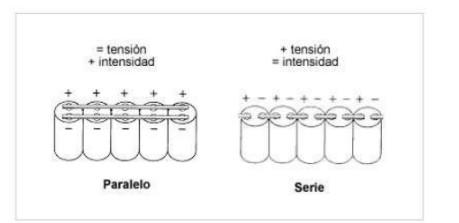 = tensión
+ intensidad
+ + + + +
− − − − −
Paralelo
+ tensión
= intensidad
+ − + − + − + − + −
Serie